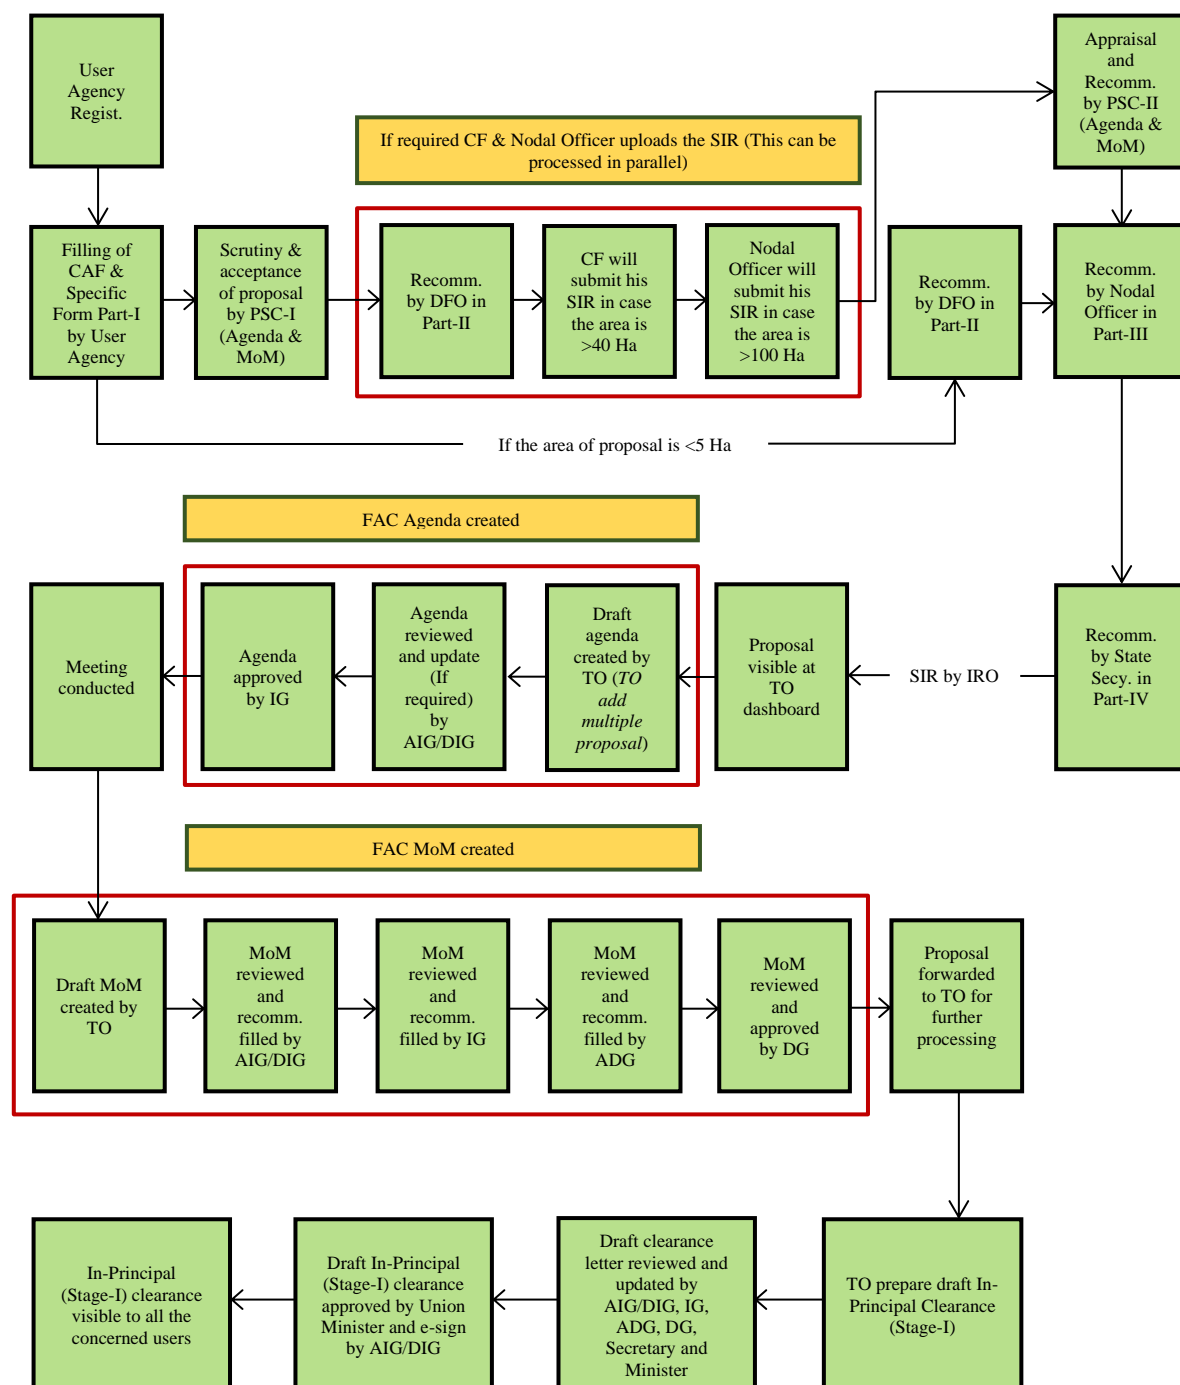 User
Agency
Regist.
Appraisal
and
Recomm.
by PSC-II
(Agenda &
MoM)
If required CF & Nodal Officer uploads the SIR (This can be
processed in parallel)
Filling of
CAF &
Specific
Form Part-I
by User
Agency
Scrutiny &
acceptance
of proposal
by PSC-I
(Agenda &
MoM)
Recomm.
by DFO in
Part-II
CF will
submit his
SIR in case
the area is
>40 Ha
Nodal
Officer will
submit his
SIR in case
the area is
>100 Ha
Recomm.
by DFO in
Part-II
Recomm.
by Nodal
Officer in
Part-III
If the area of proposal is <5 Ha
FAC Agenda created
Meeting
conducted
Agenda
approved
by IG
Agenda
reviewed
and update
(If
required)
by
AIG/DIG
Draft
agenda
created by
TO (TO
add
multiple
proposal)
Proposal
visible at
TO
dashboard
SIR by IRO
Recomm.
by State
Secy. in
Part-IV
FAC MoM created
Draft MoM
created by
TO
MoM
reviewed
and
recomm.
filled by
AIG/DIG
MoM
reviewed
and
recomm.
filled by IG
MoM
reviewed
and
recomm.
filled by
ADG
MoM
reviewed
and
approved
by DG
Proposal
forwarded
to TO for
further
processing
In-Principal
(Stage-I) clearance
visible to all the
concerned users
Draft In-Principal
(Stage-I) clearance
approved by Union
Minister and e-sign
by AIG/DIG
Draft clearance
letter reviewed and
updated by
AIG/DIG, IG,
ADG, DG,
Secretary and
Minister
TO prepare draft In-
Principal Clearance
(Stage-I)